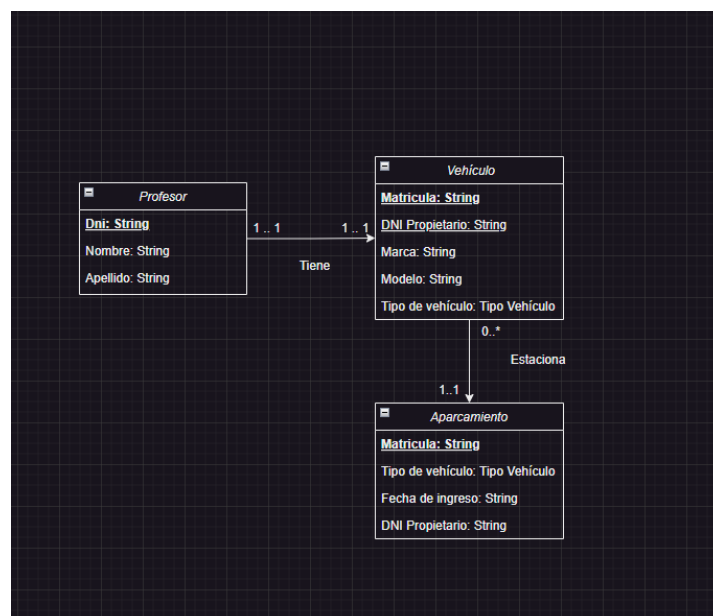 Profesor
Dni: String
Nombre: String
Apellido: String
1 .. 1
1 .. 1
Tiene
Vehículo
Matricula: String
DNI Propietario: String
Marca: String
Modelo: String
Tipo de vehículo: Tipo Vehículo
0..*
Estaciona
1..1
Aparcamiento
Matricula: String
Tipo de vehículo: Tipo Vehículo
Fecha de ingreso: String
DNI Propietario: String